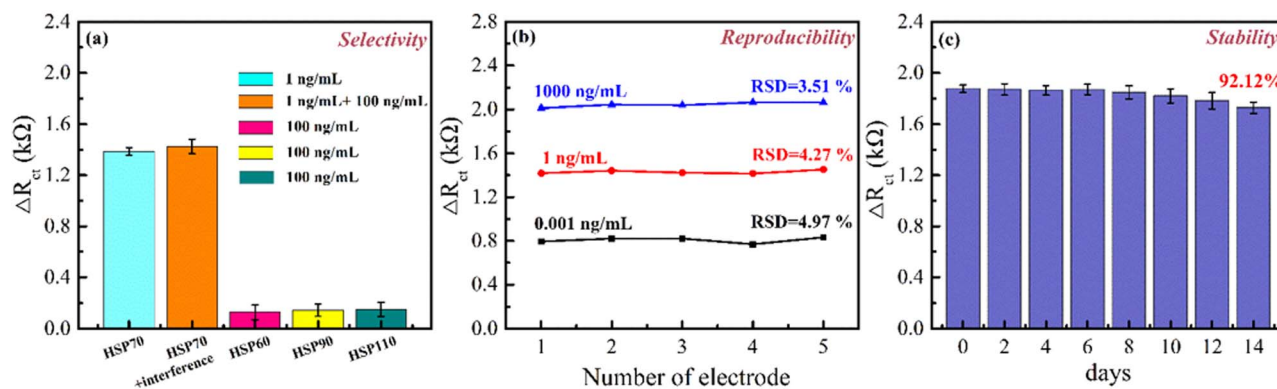 (a)
Selectivity
2.4
2.0
1.6
1.2
0.8
0.4
0.0
△Rct (kΩ)
1 ng/mL
1 ng/mL+ 100 ng/mL
100 ng/mL
100 ng/mL
100 ng/mL
HSP70
HSP70
+interference
HSP60
HSP90
HSP110
(b)
Reproducibility
2.8
2.4
2.0
1.6
1.2
0.8
0.4
0.0
△Rct (kΩ)
1000 ng/mL
RSD=3.51 %
1 ng/mL
RSD=4.27 %
0.001 ng/mL
RSD=4.97 %
1 2 3 4 5
Number of electrode
(c)
Stability
92.12%
2.4
2.0
1.6
1.2
0.8
0.4
0.0
△Rct (kΩ)
0 2 4 6 8 10 12 14
days